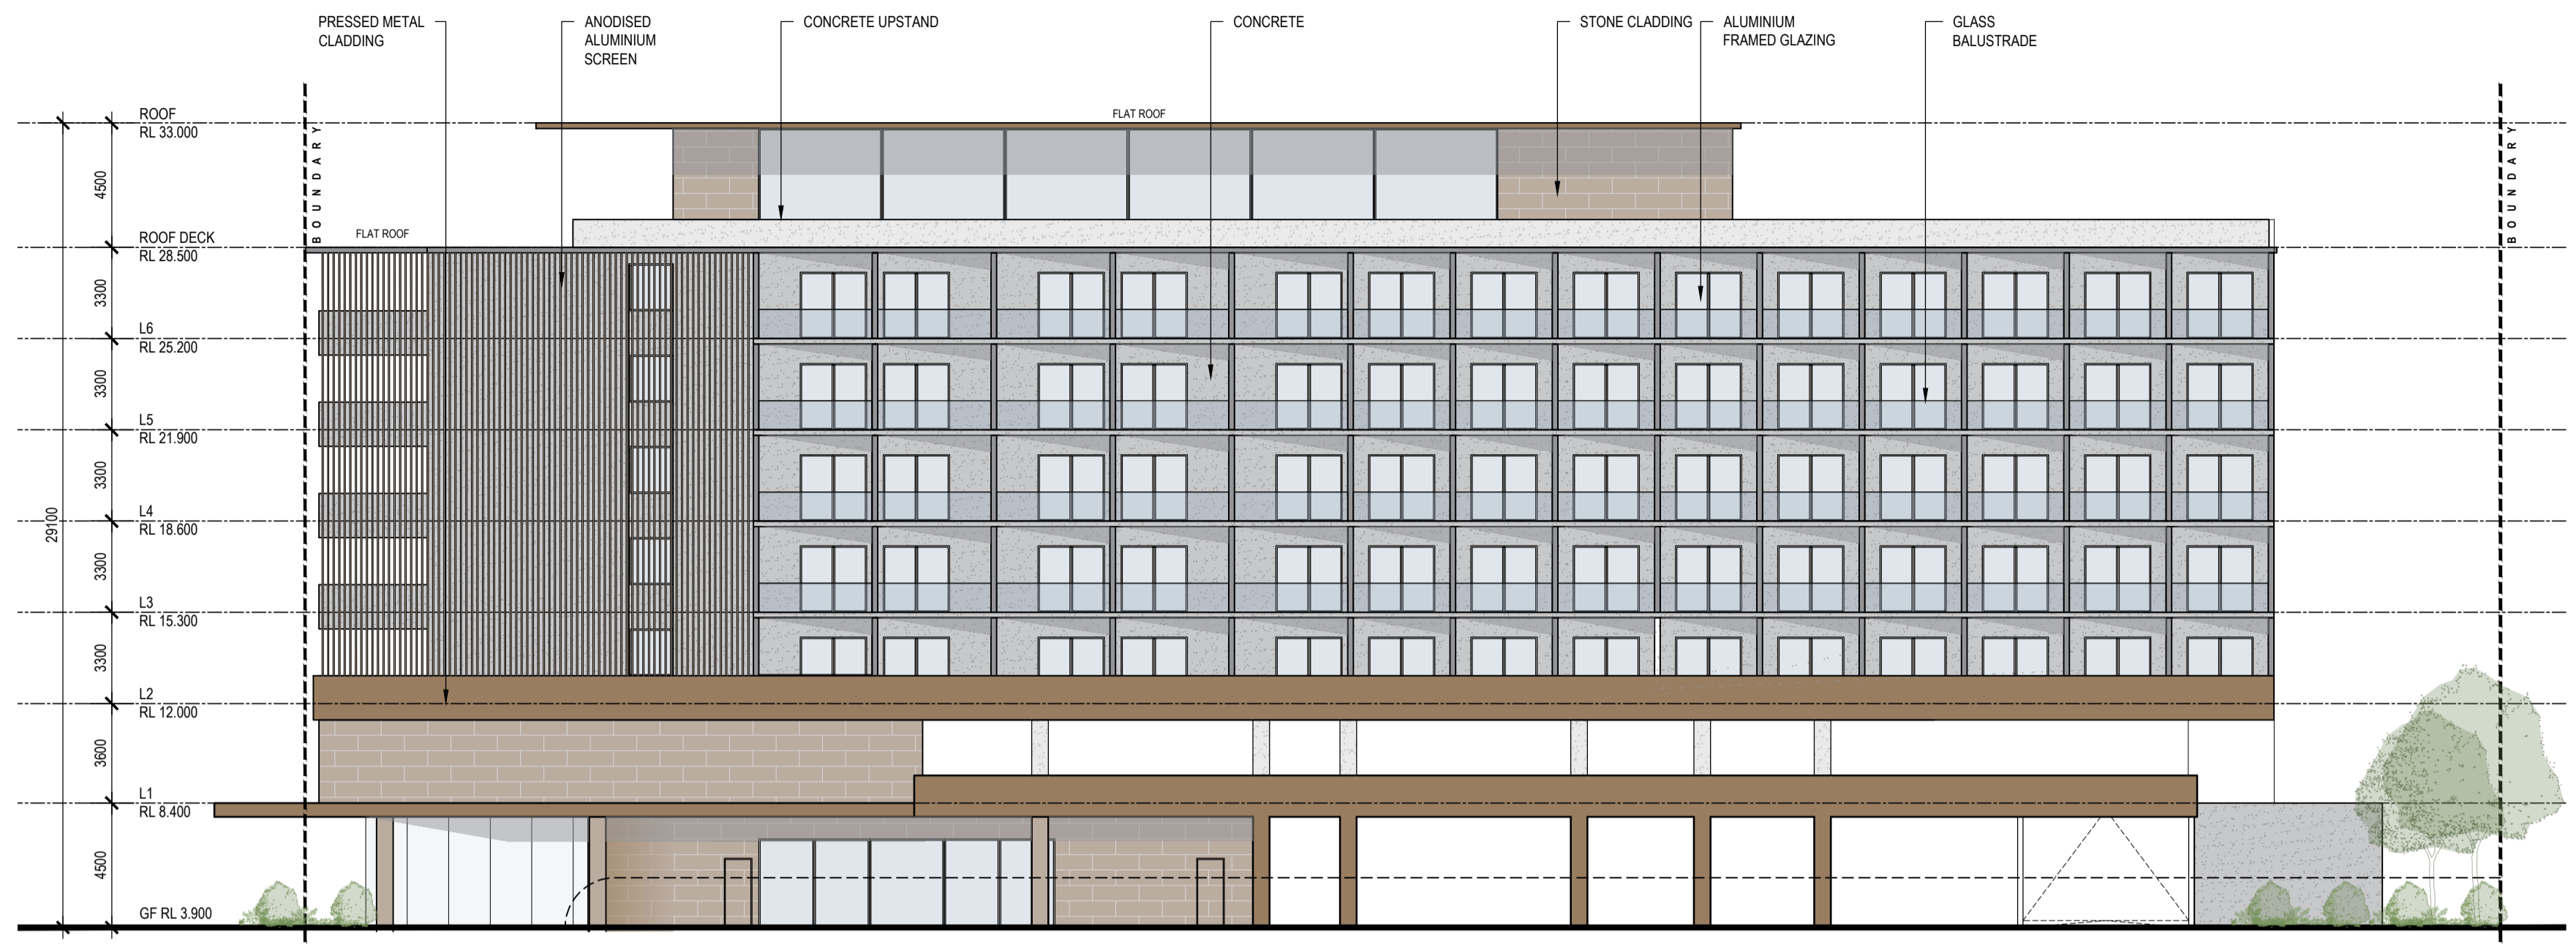 PRESSED METAL
CLADDING
ANODISED
ALUMINIUM
SCREEN
CONCRETE UPSTAND
CONCRETE
STONE CLADDING
ALUMINIUM
FRAMED GLAZING
GLASS
BALUSTRADE
ROOF
RL 33.000
FLAT ROOF
BOUNDARY
BOUNDARY
4500
ROOF DECK
RL 28.500
FLAT ROOF
3300
L6
RL 25.200
3300
L5
RL 21.900
3300
L4
RL 18.600
29100
3300
L3
RL 15.300
3300
L2
RL 12.000
3600
L1
RL 8.400
4500
GF RL 3.900